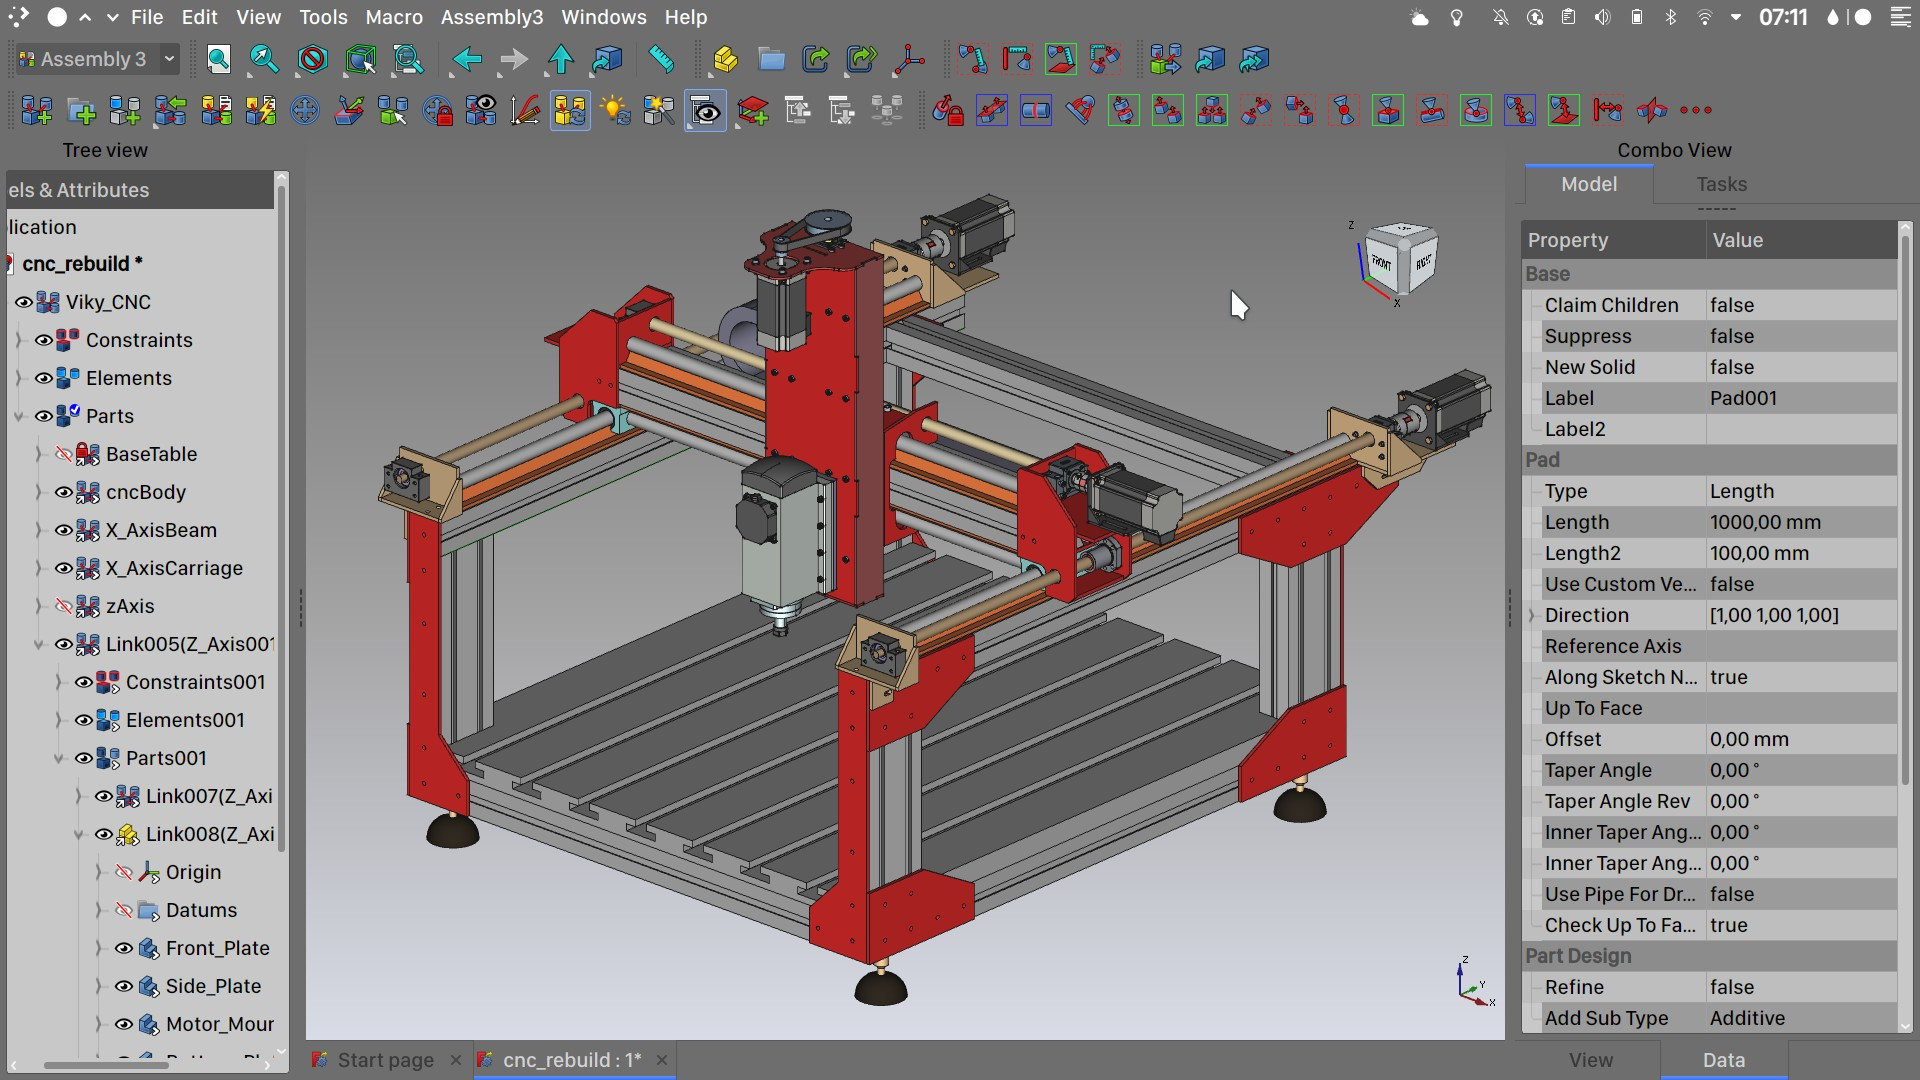 File Edit View Tools Macro Assembly3 Windows Help
07:11
Assembly 3
Tree view
els & Attributes
lication
cnc_rebuild *
Viky_CNC
Constraints
Elements
Parts
BaseTable
cncBody
X_AxisBeam
X_AxisCarriage
zAxis
Link005(Z_Axis001
Constraints001
Elements001
Parts001
Link007(Z_Axi
Link008(Z_Axi
Origin
Datums
Front_Plate
Side_Plate
Motor_Mour
Z
FRONT
RIGHT
X
Z
Y
X
Start page
cnc_rebuild : 1*
Combo View
Model Tasks
Property Value
Base
Claim Children false
Suppress false
New Solid false
Label Pad001
Label2
Pad
Type Length
Length 1000,00 mm
Length2 100,00 mm
Use Custom Ve... false
Direction [1,00 1,00 1,00]
Reference Axis
Along Sketch N... true
Up To Face
Offset 0,00 mm
Taper Angle 0,00 °
Taper Angle Rev 0,00 °
Inner Taper Ang... 0,00 °
Inner Taper Ang... 0,00 °
Use Pipe For Dr... false
Check Up To Fa... true
Part Design
Refine false
Add Sub Type Additive
View Data